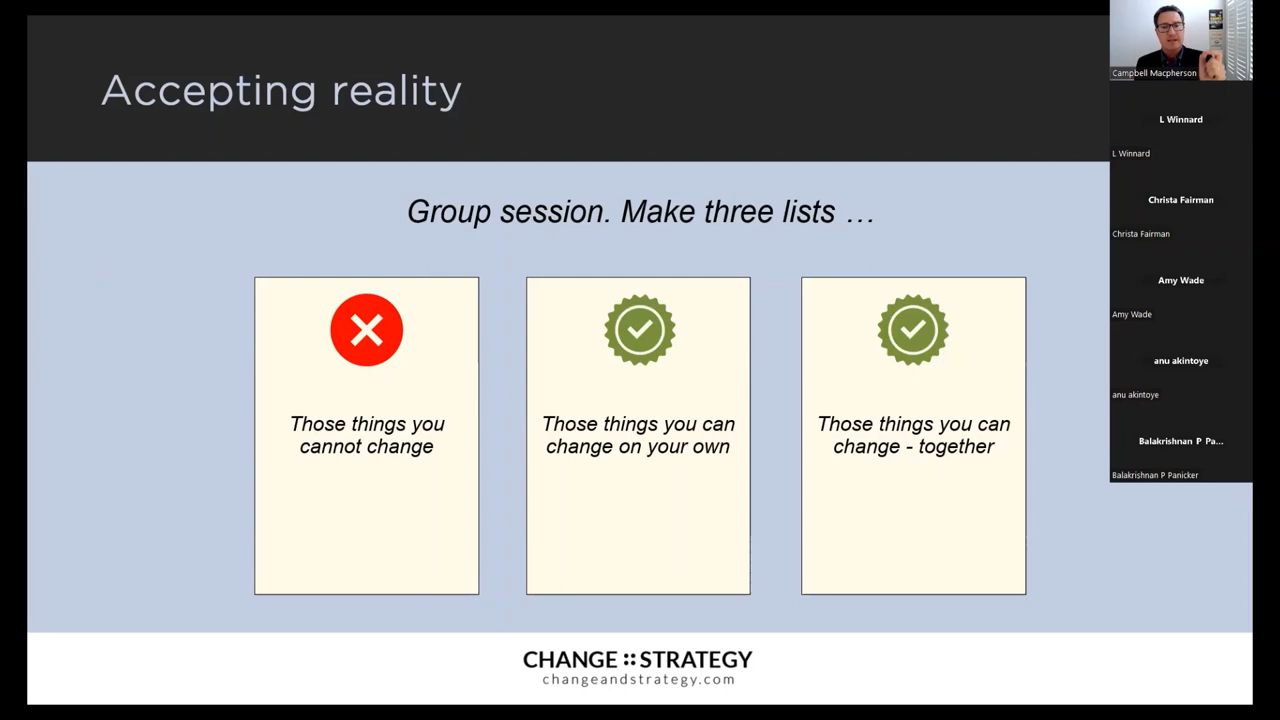 Accepting reality
Group session. Make three lists …
Those things you
cannot change
Those things you can
change on your own
Those things you can
change - together
CHANGE :: STRATEGY
changeandstrategy.com
Campbell Macpherson
L Winnard
L Winnard
Christa Fairman
Christa Fairman
Amy Wade
Amy Wade
anu akintoye
anu akintoye
Balakrishnan P Pa...
Balakrishnan P Panicker